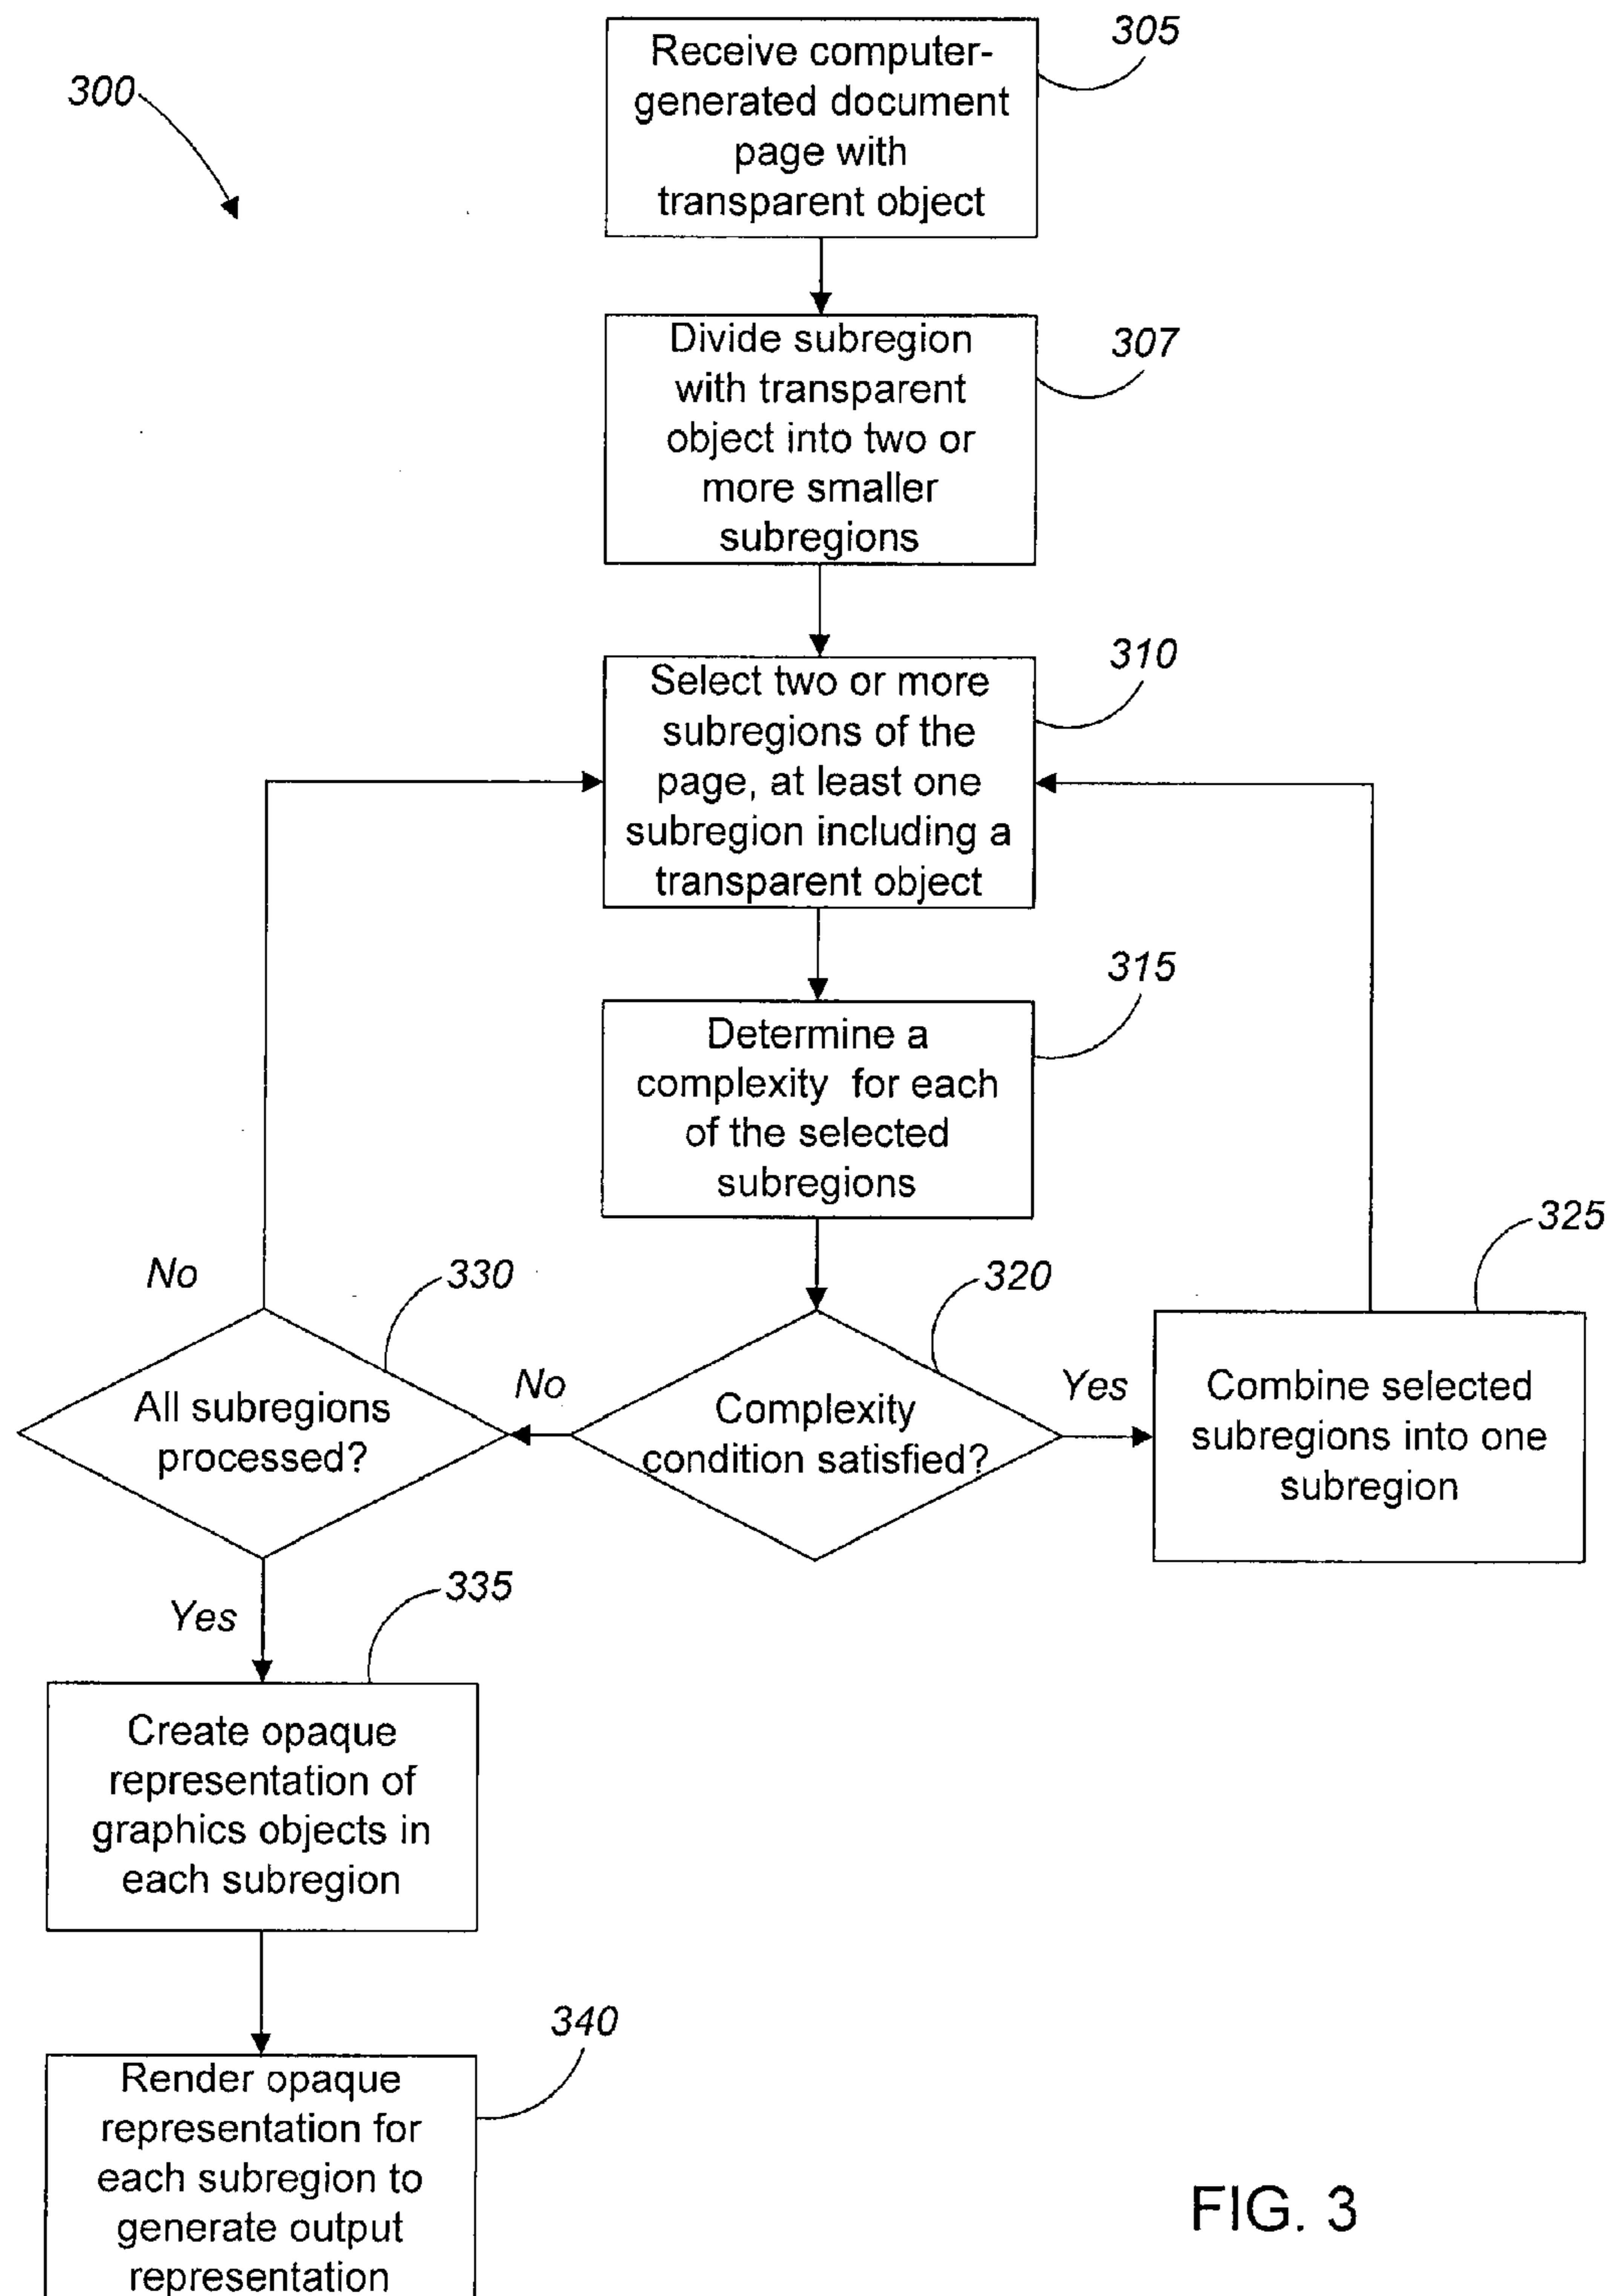 300
305
Receive computer-
generated document
page with
transparent object
307
Divide subregion
with transparent
object into two or
more smaller
subregions
310
Select two or more
subregions of the
page, at least one
subregion including a
transparent object
315
Determine a
complexity for each
of the selected
subregions
320
Complexity
condition satisfied?
Yes
325
Combine selected
subregions into one
subregion
No
330
All subregions
processed?
No
Yes
335
Create opaque
representation of
graphics objects in
each subregion
340
Render opaque
representation for
each subregion to
generate output
representation
FIG. 3